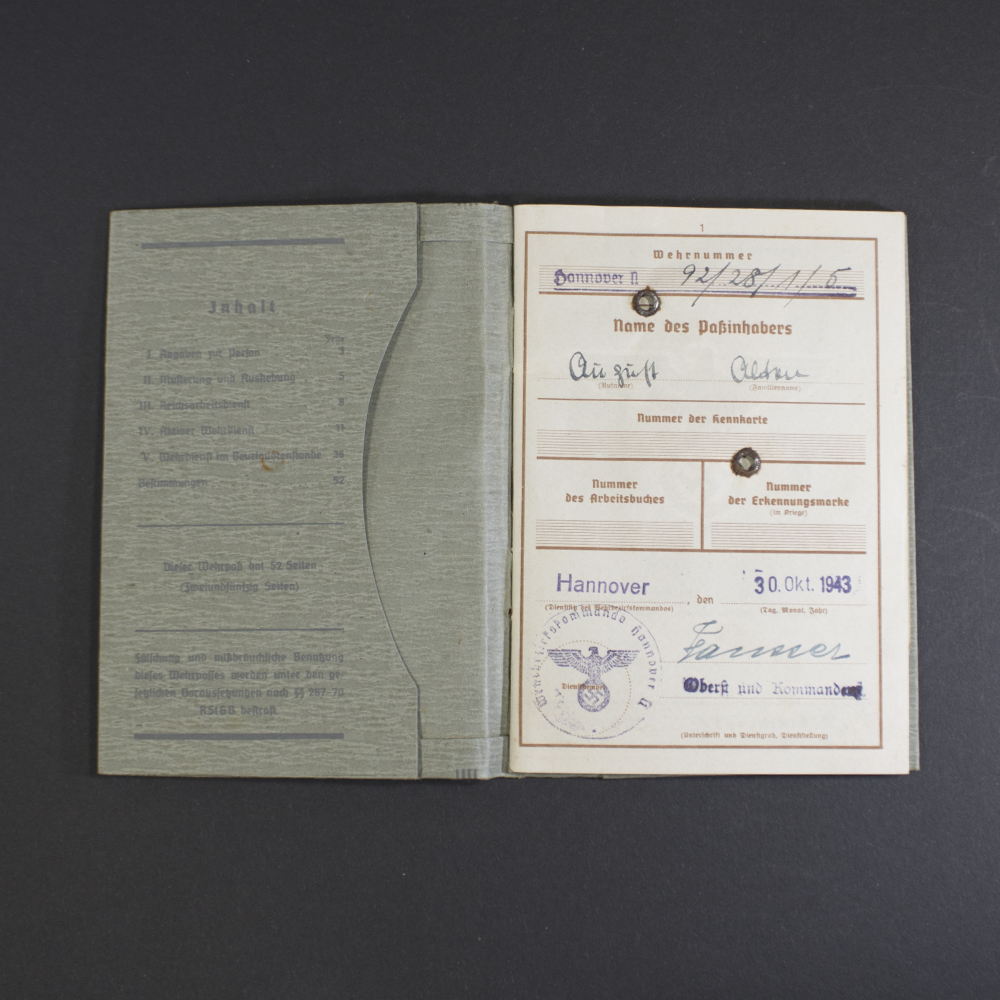 Inhalt
Seite
I. Angaben zur Person 3
II. Musterung und Aushebung 5
III. Reichsarbeitsdienst 8
IV. Aktiver Wehrdienst 11
V. Wehrdienst im Beurlaubtenstande 36
Bestimmungen 52
Dieser Wehrpaß hat 52 Seiten
(Zweiundfünfzig Seiten)
Fälschung und mißbräuchliche Benutzung
dieses Wehrpasses werden unter den ge-
setzlichen Voraussetzungen nach §§ 267-70
RStGB bestraft.
1
Wehrnummer
Hannover II 92/28/1/5
Name des Paßinhabers
August
(Rufname) (Familienname)
Nummer der Kennkarte
Nummer
des Arbeitsbuches
Nummer
der Erkennungsmarke
(im Kriege)
Hannover, den 30. Okt. 1943
(Dienstsitz des Wehrbezirkskommandos) (Tag, Monat, Jahr)
Wehrbezirkskommando Hannover II
Dienststempel
Oberst und Kommandeur
(Unterschrift und Dienstgrad, Dienststellung)